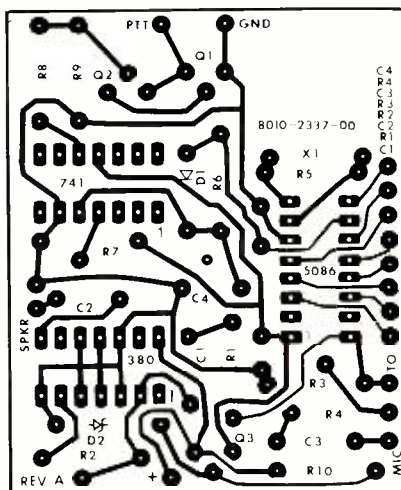 PTT
GND
R8
R9
Q2
Q1
C4
R4
C3
R3
R2
C2
R1
C1
8010-2337-00
X1
R5
D1
R6
741
1
R7
5086
C4
SPKR
C2
380
C1
R1
1
TO
R3
R4
D2
R2
Q3
C3
MIC
REV A
+
R10